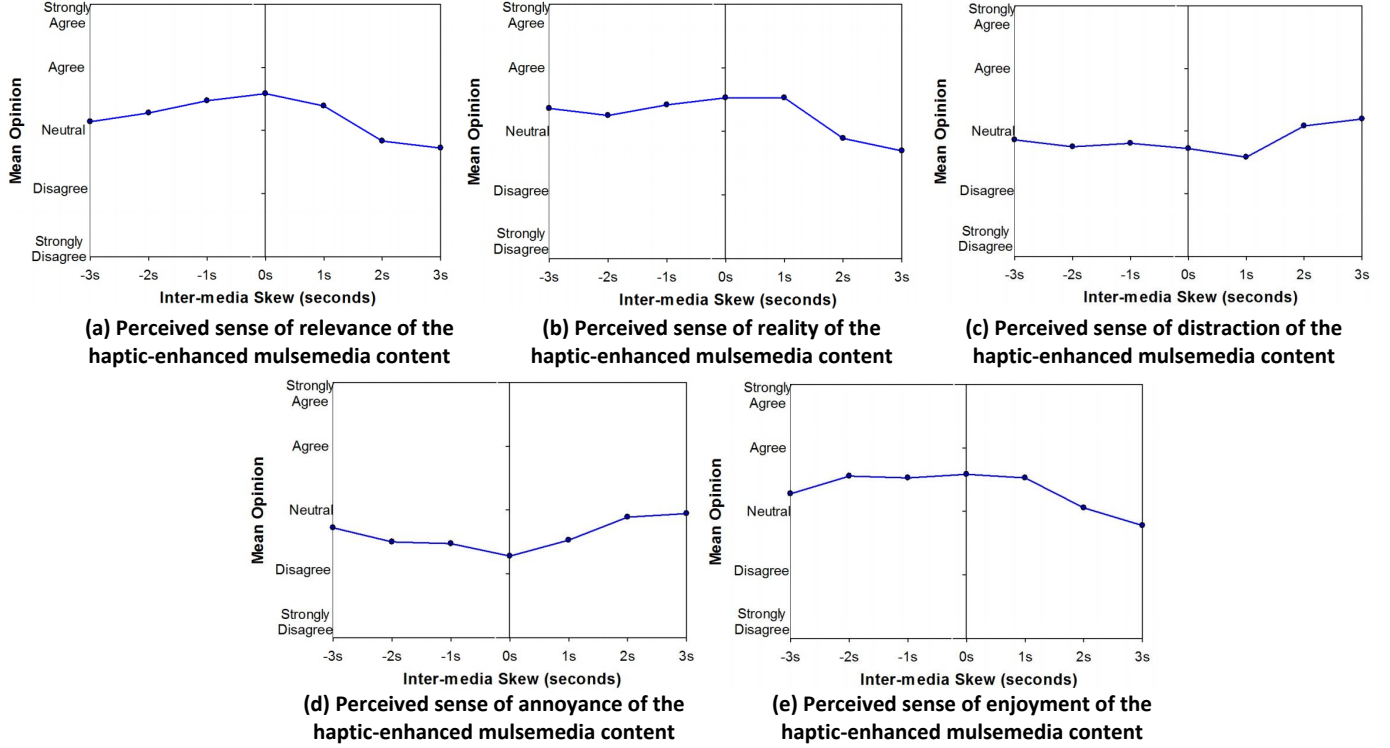 Strongly
Agree
Agree
Neutral
Disagree
Strongly
Disagree
Mean Opinion
-3s -2s -1s 0s 1s 2s 3s
Inter-media Skew (seconds)
(a) Perceived sense of relevance of the
haptic-enhanced mulsemedia content
Strongly
Agree
Agree
Neutral
Disagree
Strongly
Disagree
Mean Opinion
-3s -2s -1s 0s 1s 2s 3s
Inter-media Skew (seconds)
(b) Perceived sense of reality of the
haptic-enhanced mulsemedia content
Strongly
Agree
Agree
Neutral
Disagree
Strongly
Disagree
Mean Opinion
-3s -2s -1s 0s 1s 2s 3s
Inter-media Skew (seconds)
(c) Perceived sense of distraction of the
haptic-enhanced mulsemedia content
Strongly
Agree
Agree
Neutral
Disagree
Strongly
Disagree
Mean Opinion
-3s -2s -1s 0s 1s 2s 3s
Inter-media Skew (seconds)
(d) Perceived sense of annoyance of the
haptic-enhanced mulsemedia content
Strongly
Agree
Agree
Neutral
Disagree
Strongly
Disagree
Mean Opinion
-3s -2s -1s 0s 1s 2s 3s
Inter-media Skew (seconds)
(e) Perceived sense of enjoyment of the
haptic-enhanced mulsemedia content